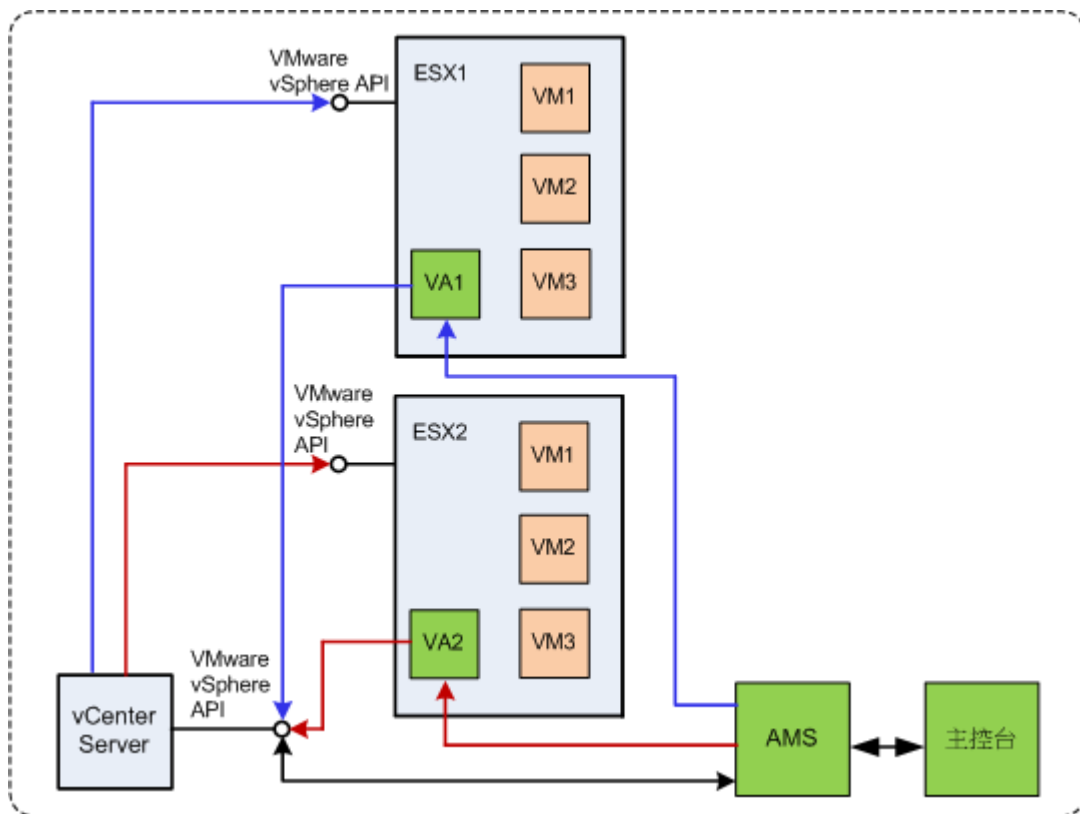 VMware
vSphere API
ESX1
VM1
VM2
VA1
VM3
VMware
vSphere
API
ESX2
VM1
VM2
VA2
VM3
VMware
vSphere
API
vCenter
Server
AMS
主控台